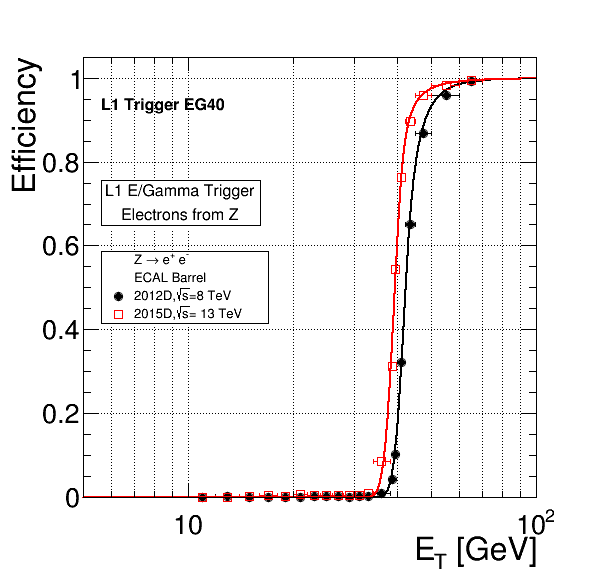 Efficiency
1
0.8
0.6
0.4
0.2
0
L1 Trigger EG40
L1 E/Gamma Trigger
Electrons from Z
Z → e⁺ e⁻
ECAL Barrel
2012D,√s=8 TeV
2015D,√s= 13 TeV
10
10²
E_T [GeV]